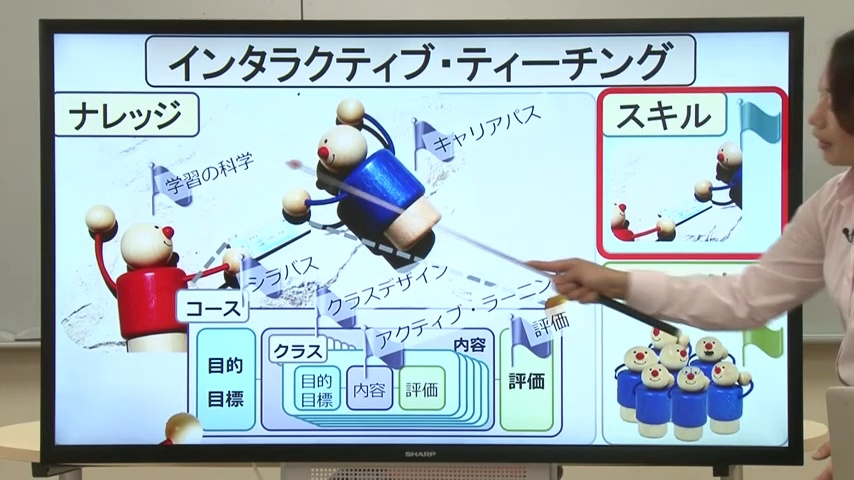 インタラクティブ・ティーチング
ナレッジ
スキル
キャリアパス
学習の科学
シラバス
クラスデザイン
アクティブ・ラーニン
評価
コース
目的
目標
クラス
内容
目的
目標
内容
評価
評価
SHARP